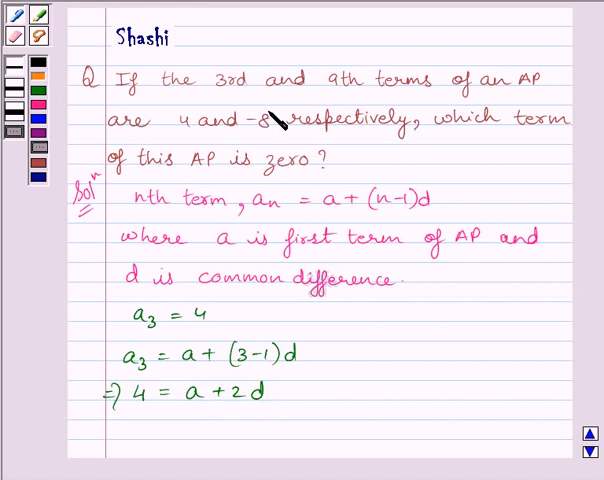 Shashi
Q If the 3rd and 9th terms of an AP
are 4 and -8 respectively, which term
of this AP is zero?
Solⁿ nth term, aₙ = a + (n-1)d
where a is first term of AP and
d is common difference.
a₃ = 4
a₃ = a + (3-1)d
=> 4 = a + 2d